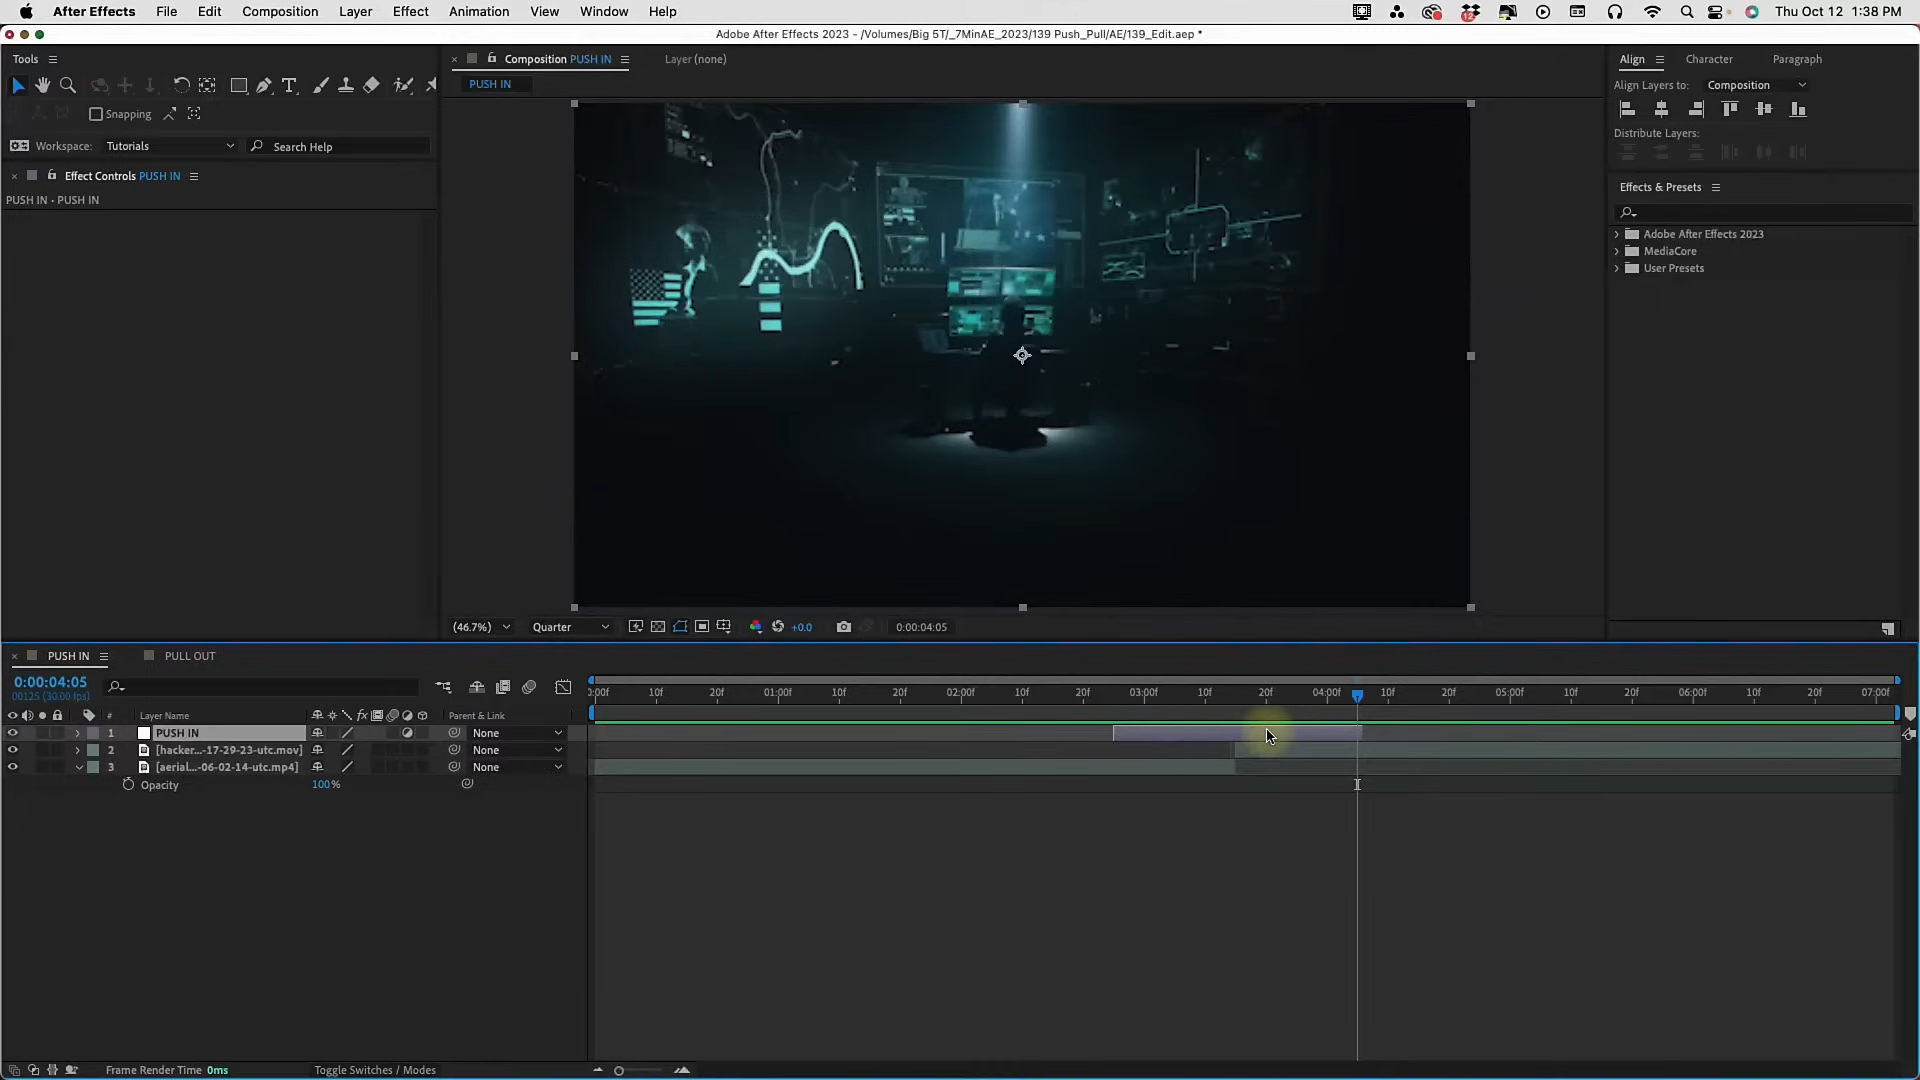 After Effects File Edit Composition Layer Effect Animation View Window Help Thu Oct 12 1:38 PM
Adobe After Effects 2023 - /Volumes/Big 5T/_7MinAE_2023/139 Push_Pull/AE/139_Edit.aep *
Tools
Composition PUSH IN
Layer (none)
Align
Character
Paragraph
PUSH IN
Align Layers to: Composition
Snapping
Distribute Layers:
Workspace: Tutorials
Search Help
Effect Controls PUSH IN
Effects & Presets
PUSH IN - PUSH IN
Adobe After Effects 2023
MediaCore
User Presets
(46.7%) Quarter +0.0 0:00:04:05
PUSH IN
PULL OUT
0:00:04:05
00125 (30.00 fps)
0:00f 10f 20f 01:00f 10f 20f 02:00f 10f 20f 03:00f 10f 20f 04:00f 10f 20f 05:00f 10f 20f 06:00f 10f 20f 07:00f
# Layer Name fx Parent & Link
1 PUSH IN None
2 [hacker...-17-29-23-utc.mov] None
3 [aerial...-06-02-14-utc.mp4] None
Opacity 100%
Frame Render Time 0ms
Toggle Switches / Modes